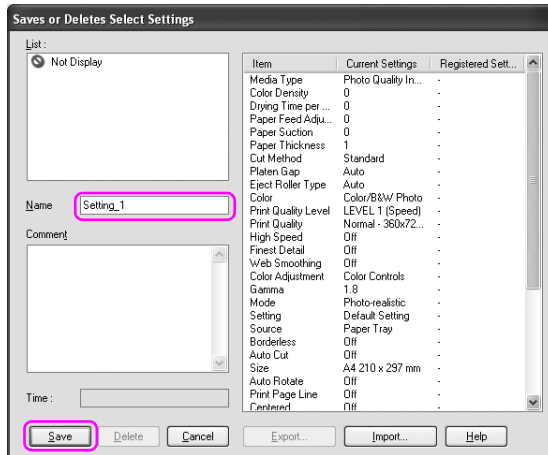 Saves or Deletes Select Settings
List :
Not Display
Name Setting_1
Comment
Time :
Item Current Settings Registered Sett...
Media Type Photo Quality In... -
Color Density 0 -
Drying Time per ... 0 -
Paper Feed Adju... 0 -
Paper Suction 0 -
Paper Thickness 1 -
Cut Method Standard -
Platen Gap Auto -
Eject Roller Type Auto -
Color Color/B&W Photo -
Print Quality Level LEVEL 1 (Speed) -
Print Quality Normal - 360x72... -
High Speed Off -
Finest Detail Off -
Web Smoothing Off -
Color Adjustment Color Controls -
Gamma 1.8 -
Mode Photo-realistic -
Setting Default Setting -
Source Paper Tray -
Borderless Off -
Auto Cut Off -
Size A4 210 x 297 mm -
Auto Rotate Off -
Print Page Line Off -
Centered Off -
Save Delete Cancel Export... Import... Help